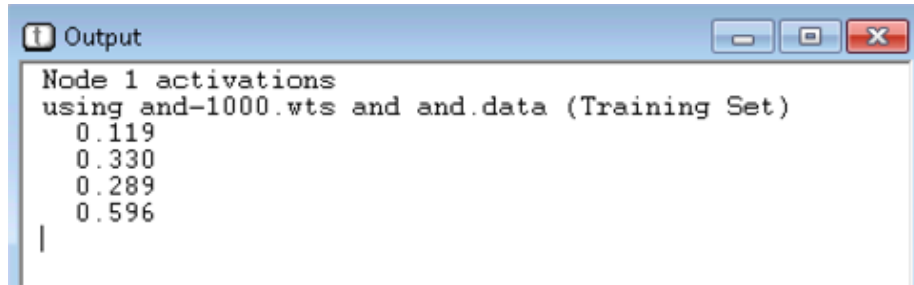 Output
Node 1 activations
using and-1000.wts and and.data (Training Set)
0.119
0.330
0.289
0.596